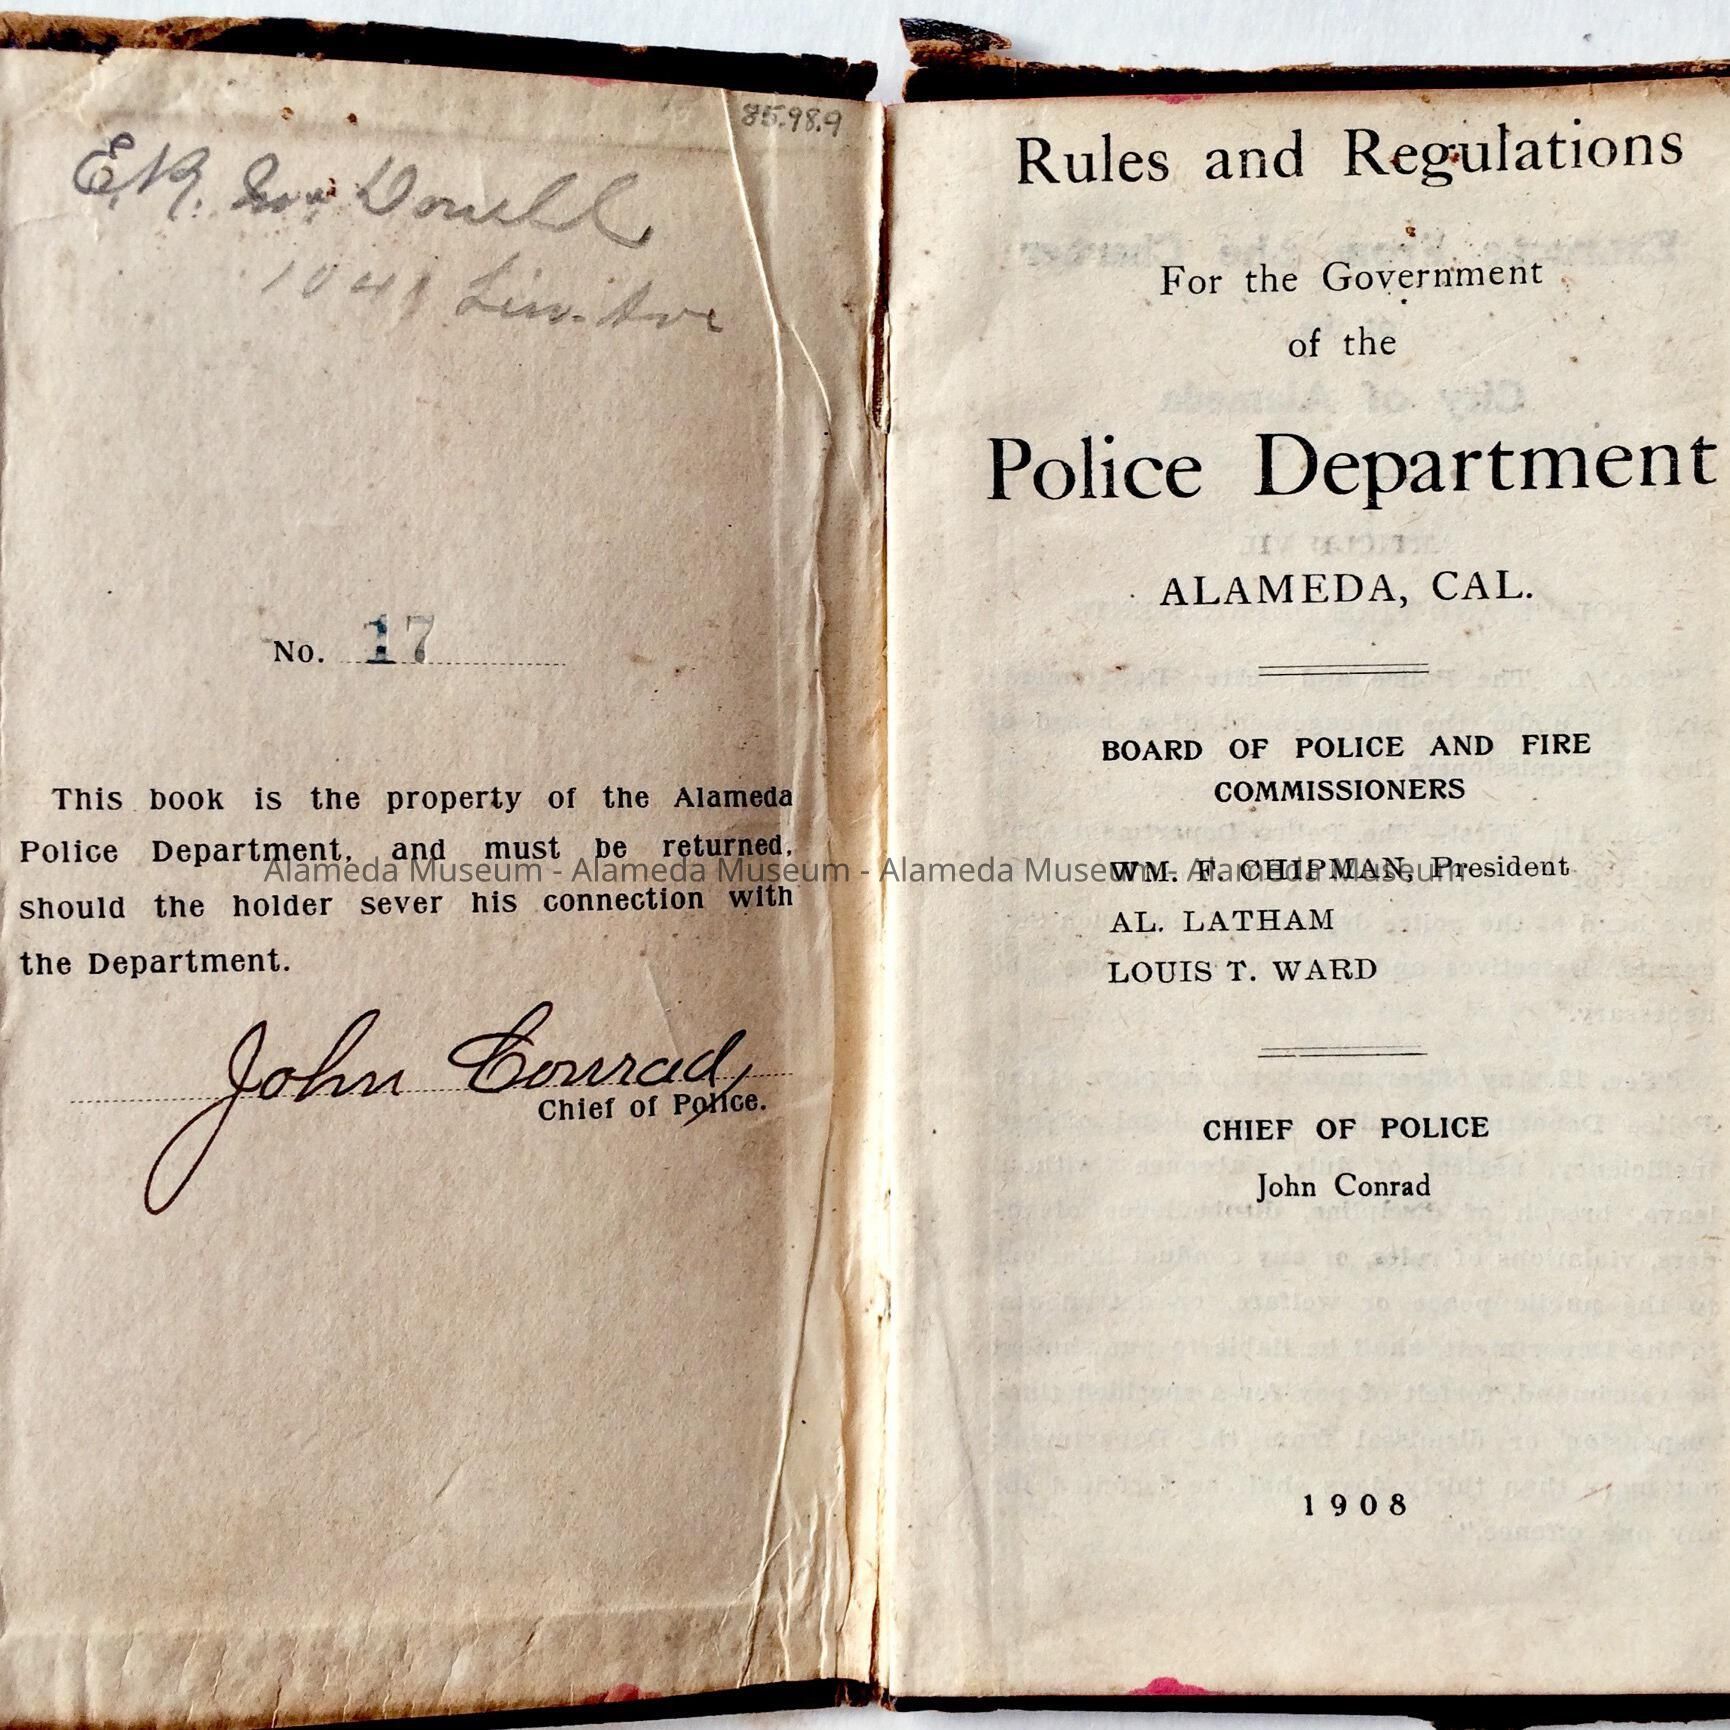 85.98.9
E.R. MacDonell
1041 Lin. Ave
No. 17
This book is the property of the Alameda
Police Department, and must be returned,
should the holder sever his connection with
the Department.
John Conrad,
Chief of Police.
Rules and Regulations
For the Government
of the
Police Department
ALAMEDA, CAL.
BOARD OF POLICE AND FIRE
COMMISSIONERS
WM. F. CHIPMAN, President
AL. LATHAM
LOUIS T. WARD
CHIEF OF POLICE
John Conrad
1908
Alameda Museum - Alameda Museum - Alameda Museum - Alameda Museum